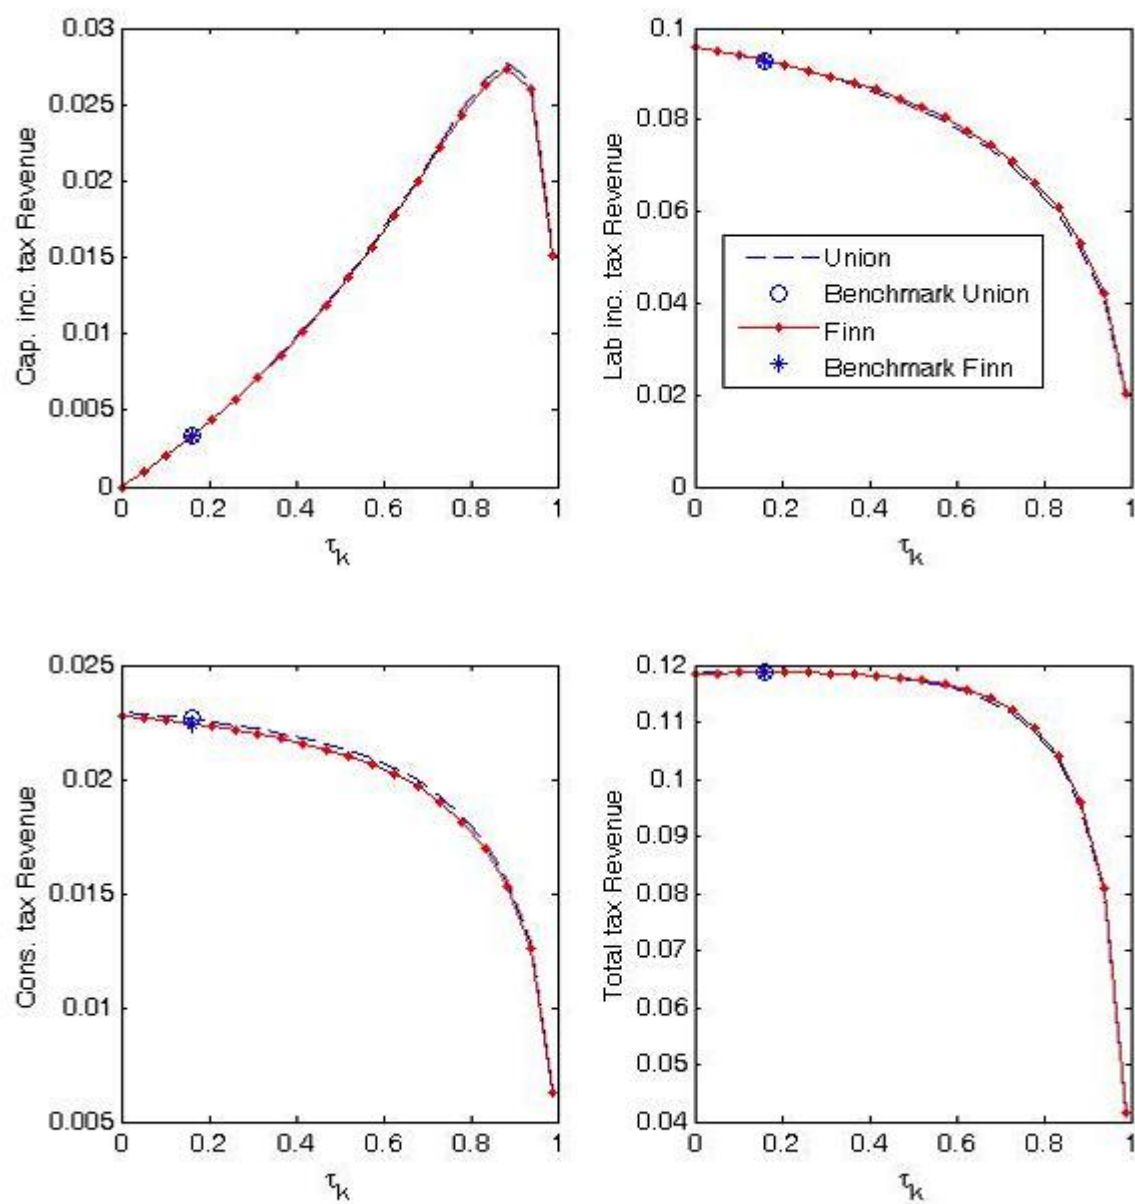 0.03
0.025
0.02
0.015
0.01
0.005
0
Cap. inc. tax Revenue
0 0.2 0.4 0.6 0.8 1
τk
0.1
0.08
0.06
0.04
0.02
0
Lab inc. tax Revenue
Union
Benchmark Union
Finn
Benchmark Finn
0 0.2 0.4 0.6 0.8 1
τk
0.025
0.02
0.015
0.01
0.005
Cons. tax Revenue
0 0.2 0.4 0.6 0.8 1
τk
0.12
0.11
0.1
0.09
0.08
0.07
0.06
0.05
0.04
Total tax Revenue
0 0.2 0.4 0.6 0.8 1
τk